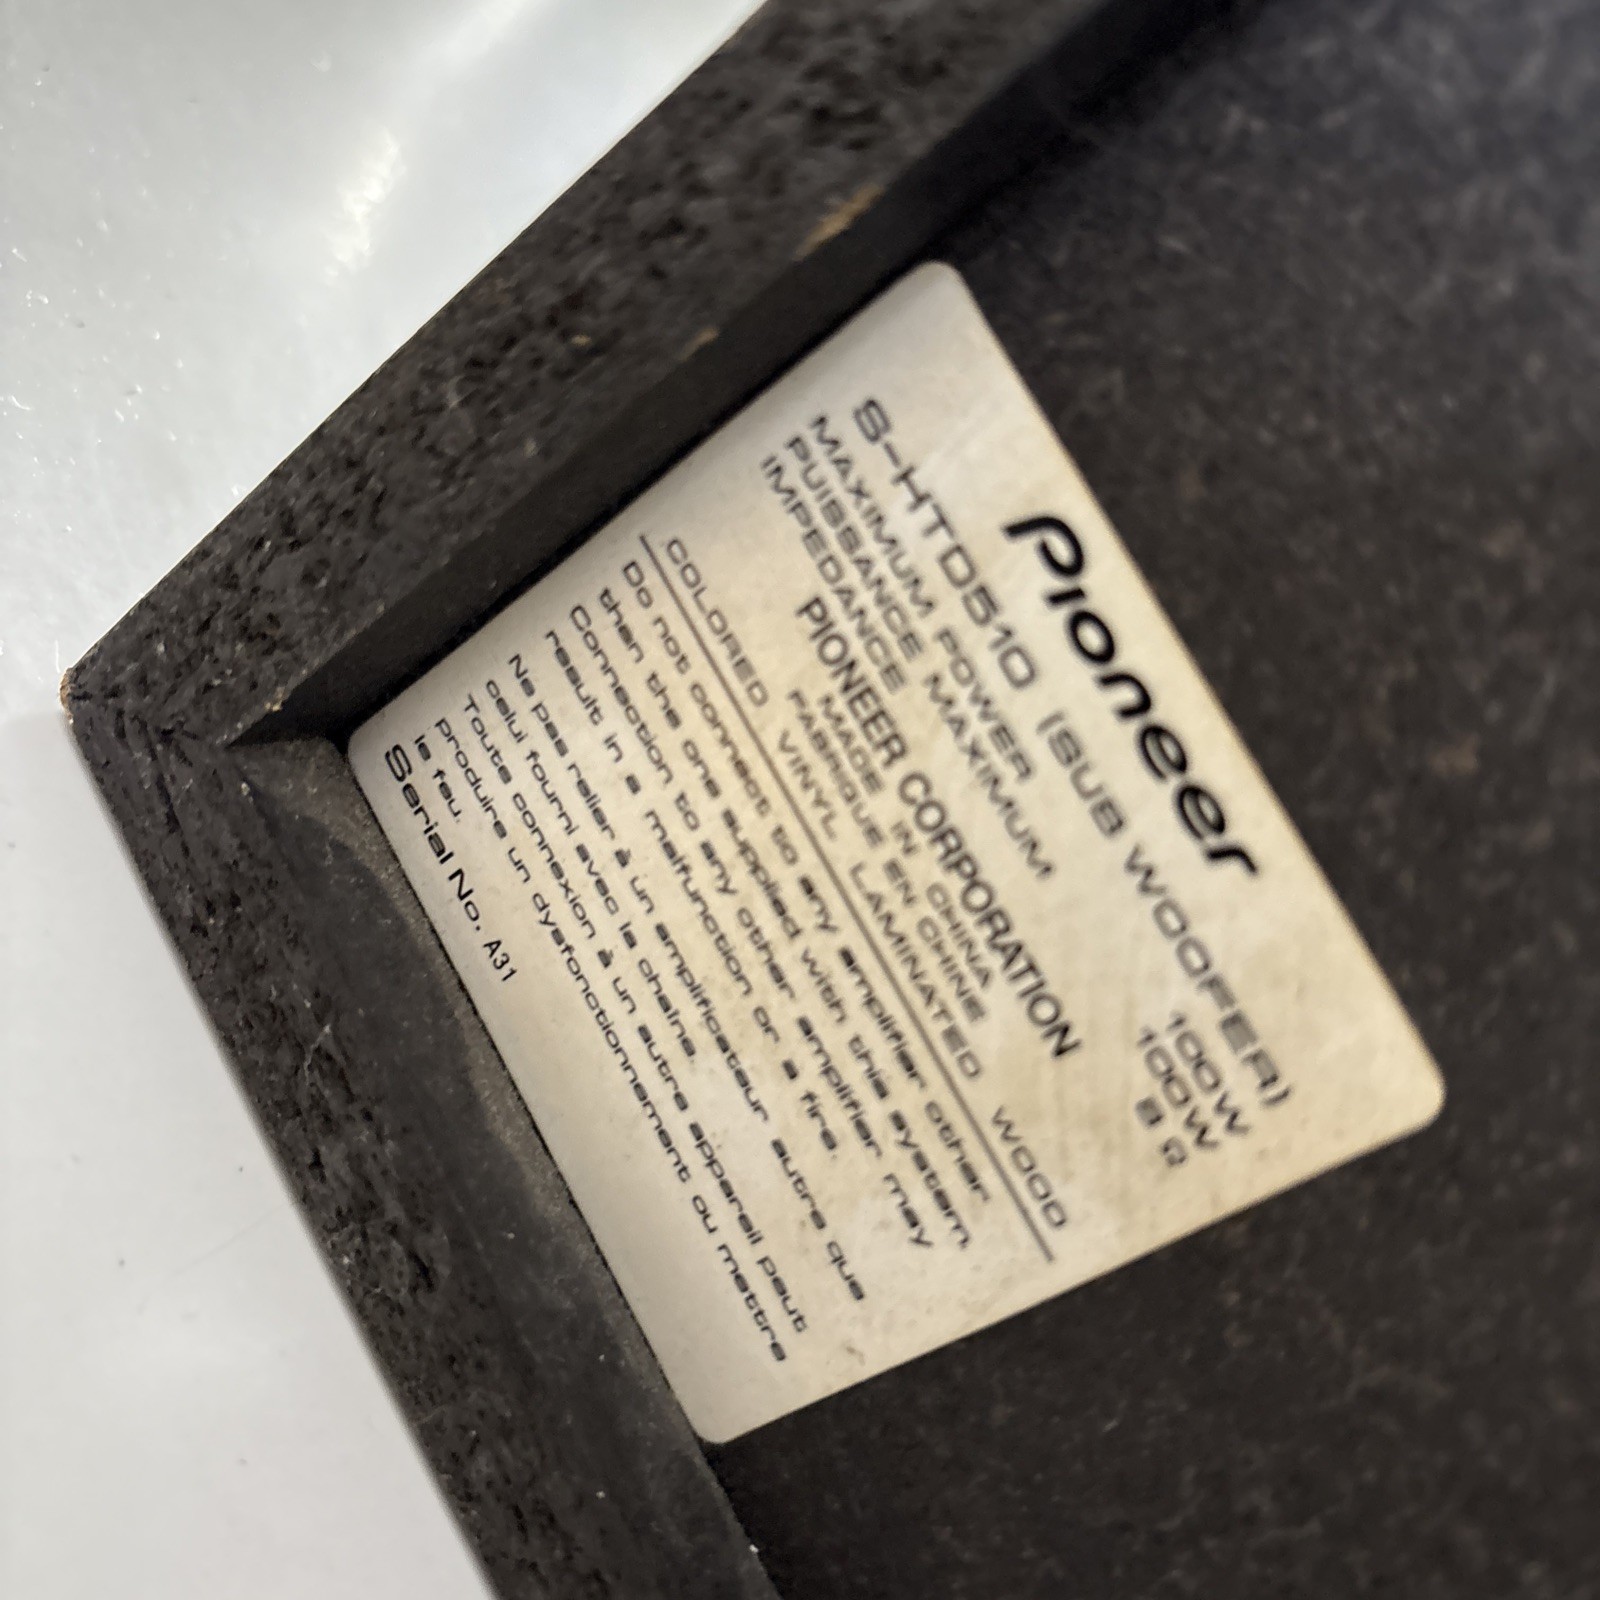 Pioneer
S-HTD510 (SUB WOOFER)
MAXIMUM POWER 100W
PUISSANCE MAXIMUM 100W
IMPEDANCE 8 Ω
PIONEER CORPORATION
MADE IN CHINA
FABRIQUE EN CHINE
COLORED VINYL LAMINATED WOOD
Do not connect to any amplifier other
than the one supplied with this system.
Connection to any other amplifier may
result in a malfunction or a fire.
Ne pas relier à un amplificateur autre que
celui fourni avec la chaîne.
Toute connexion à un autre appareil peut
produire un dysfonctionnement ou mettre
le feu.
Serial No. A31